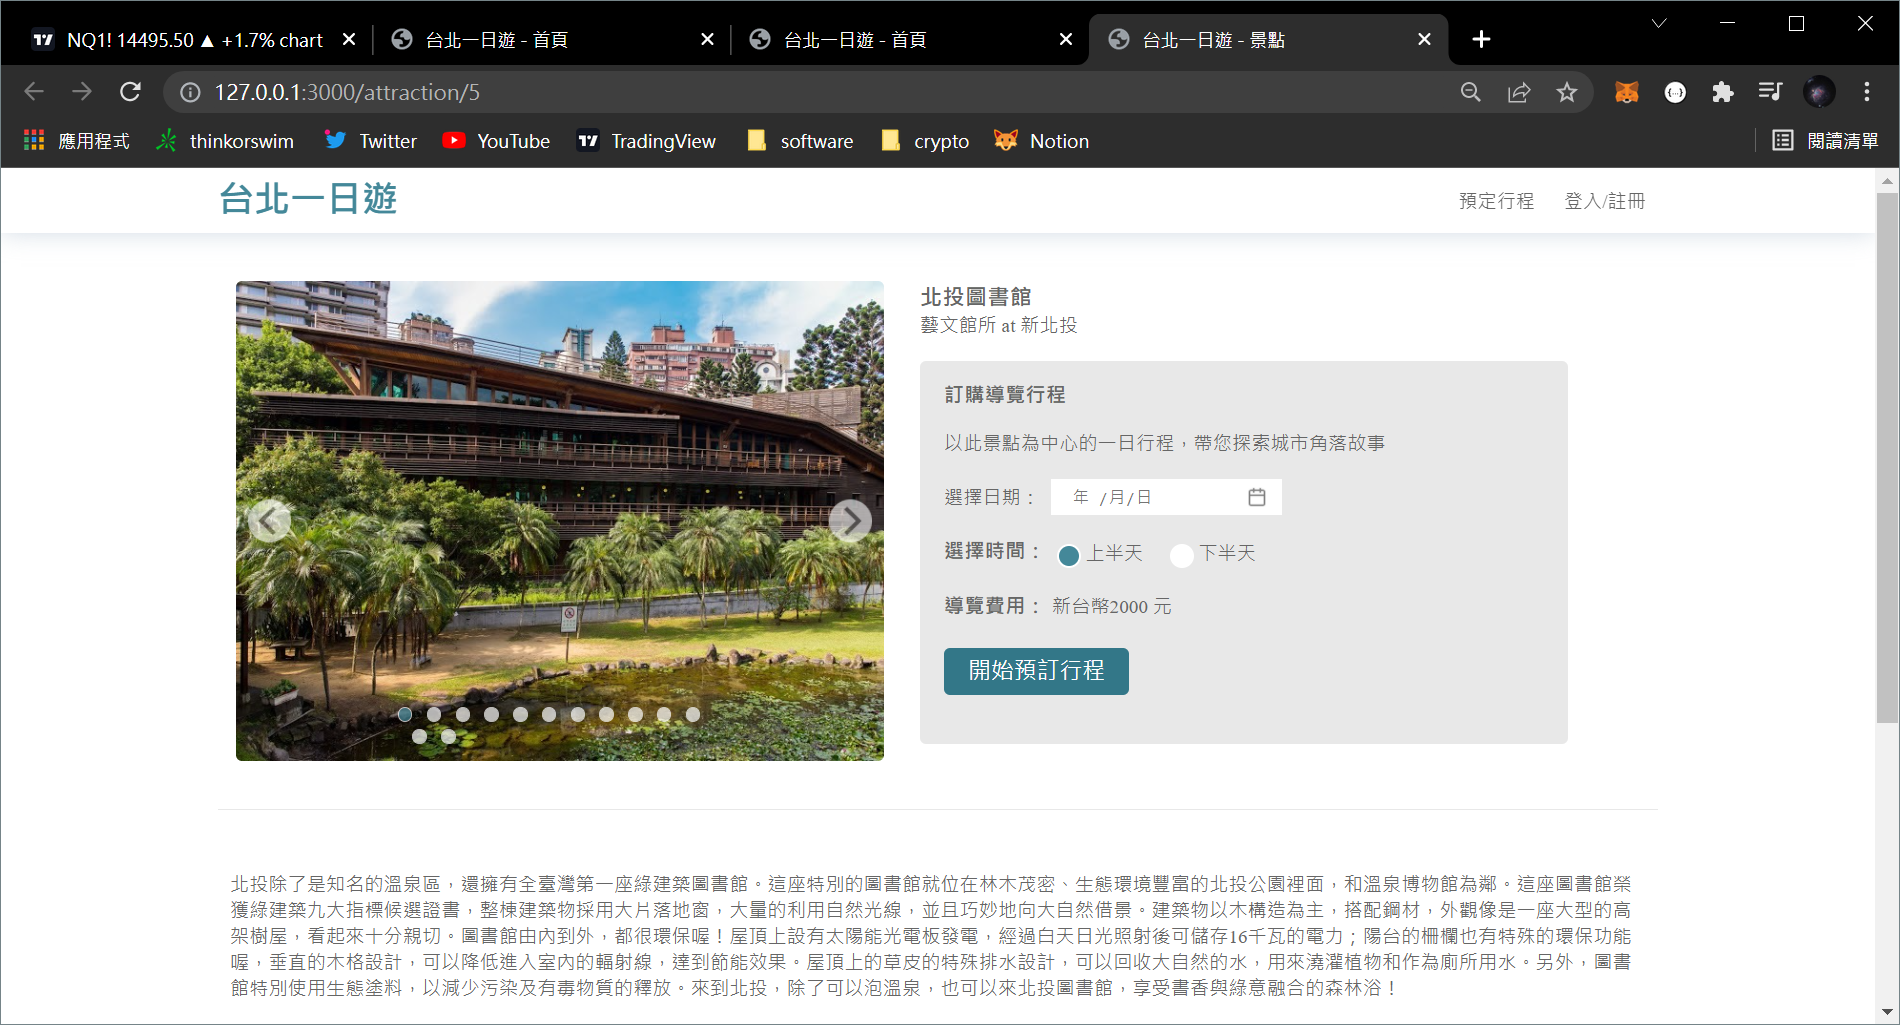 NQ1! 14495.50 ▲ +1.7% chart
台北一日遊 - 首頁
台北一日遊 - 首頁
台北一日遊 - 景點
127.0.0.1:3000/attraction/5
應用程式 thinkorswim Twitter YouTube TradingView software crypto Notion 閱讀清單
台北一日遊
預定行程 登入/註冊
北投圖書館
藝文館所 at 新北投
訂購導覽行程
以此景點為中心的一日行程，帶您探索城市角落故事
選擇日期： 年 /月/日
選擇時間： 上半天 下半天
導覽費用： 新台幣2000 元
開始預訂行程
北投除了是知名的溫泉區，還擁有全臺灣第一座綠建築圖書館。這座特別的圖書館就位在林木茂密、生態環境豐富的北投公園裡面，和溫泉博物館為鄰。這座圖書館榮
獲綠建築九大指標候選證書，整棟建築物採用大片落地窗，大量的利用自然光線，並且巧妙地向大自然借景。建築物以木構造為主，搭配鋼材，外觀像是一座大型的高
架樹屋，看起來十分親切。圖書館由內到外，都很環保喔！屋頂上設有太陽能光電板發電，經過白天日光照射後可儲存16千瓦的電力；陽台的柵欄也有特殊的環保功能
喔，垂直的木格設計，可以降低進入室內的輻射線，達到節能效果。屋頂上的草皮的特殊排水設計，可以回收大自然的水，用來澆灌植物和作為廁所用水。另外，圖書
館特別使用生態塗料，以減少污染及有毒物質的釋放。來到北投，除了可以泡溫泉，也可以來北投圖書館，享受書香與綠意融合的森林浴！